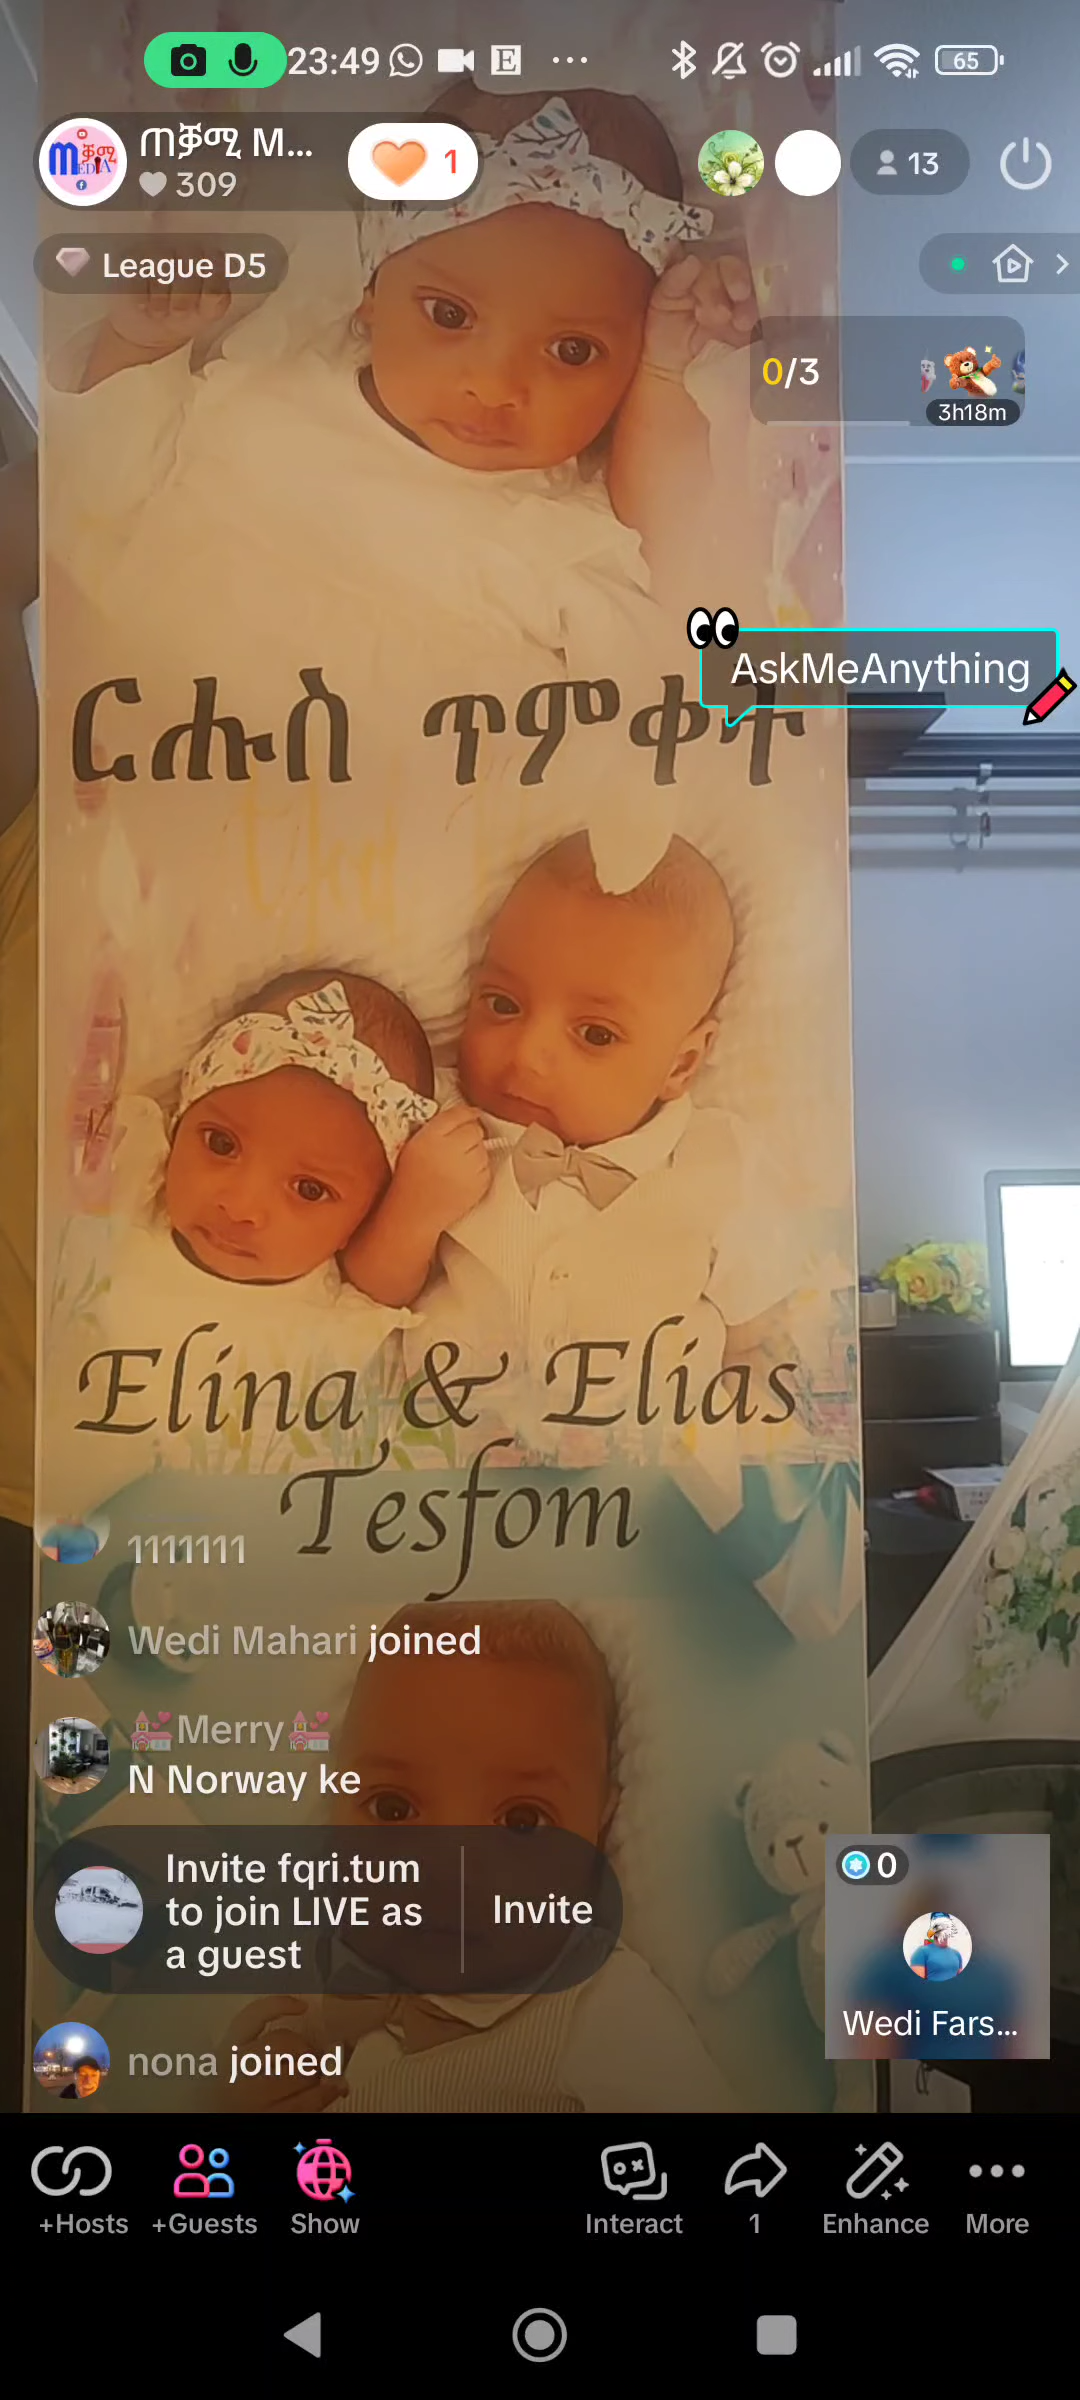 23:49
65
ጠቓሚ M...
309
1
13
League D5
0/3
3h18m
AskMeAnything
ርሑስ ጥምቀት
Elina & Elias
Tesfom
1111111
Wedi Mahari joined
Merry
N Norway ke
Invite fqri.tum
to join LIVE as
a guest
Invite
0
Wedi Fars...
nona joined
+Hosts
+Guests
Show
Interact
1
Enhance
More